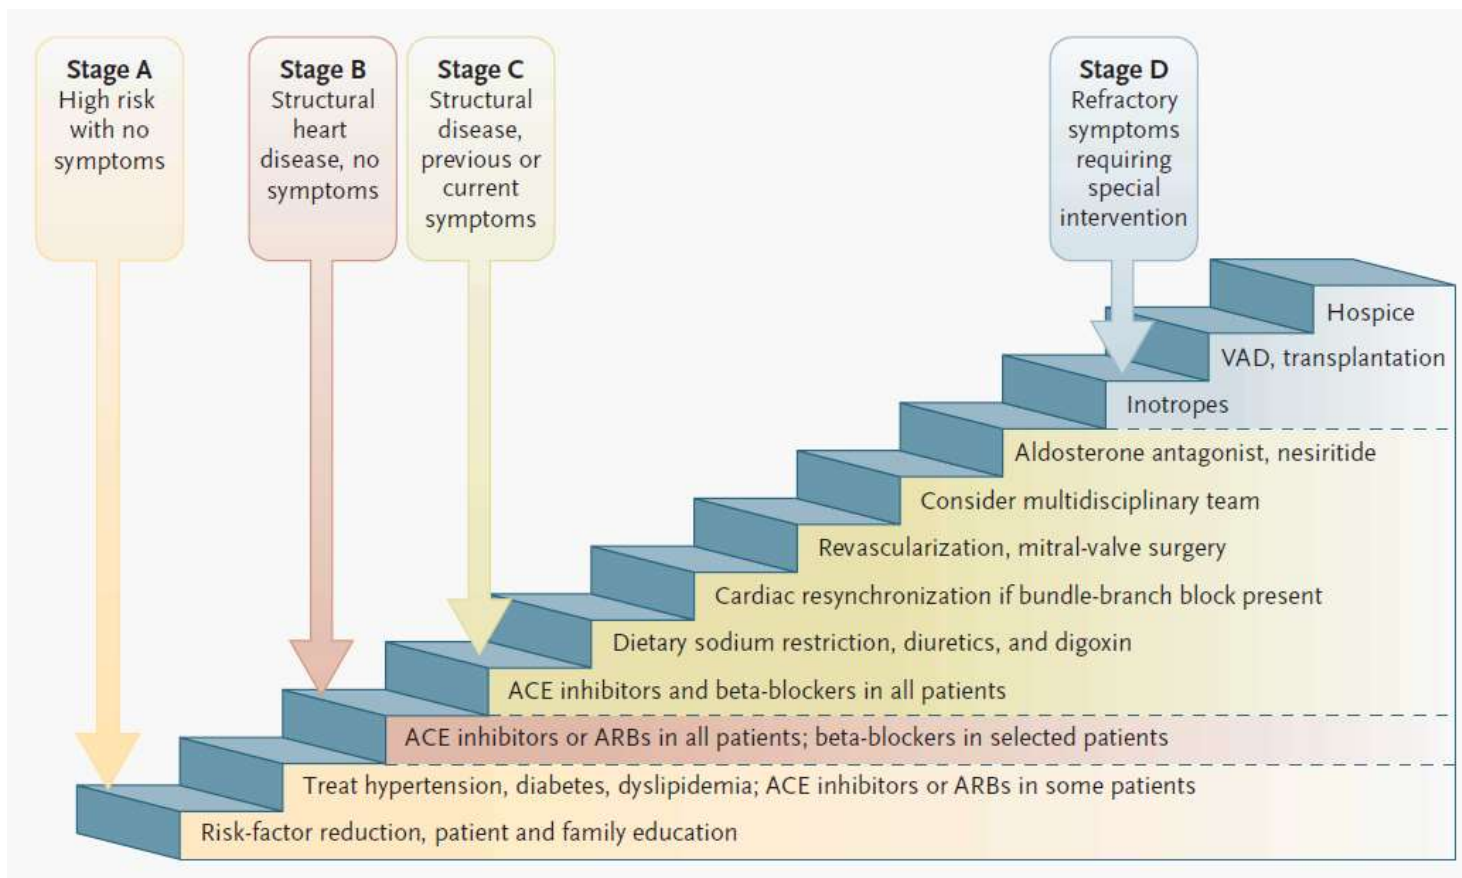 Stage A
High risk
with no
symptoms
Stage B
Structural
heart
disease, no
symptoms
Stage C
Structural
disease,
previous or
current
symptoms
Stage D
Refractory
symptoms
requiring
special
intervention
Hospice
VAD, transplantation
Inotropes
Aldosterone antagonist, nesiritide
Consider multidisciplinary team
Revascularization, mitral-valve surgery
Cardiac resynchronization if bundle-branch block present
Dietary sodium restriction, diuretics, and digoxin
ACE inhibitors and beta-blockers in all patients
ACE inhibitors or ARBs in all patients; beta-blockers in selected patients
Treat hypertension, diabetes, dyslipidemia; ACE inhibitors or ARBs in some patients
Risk-factor reduction, patient and family education